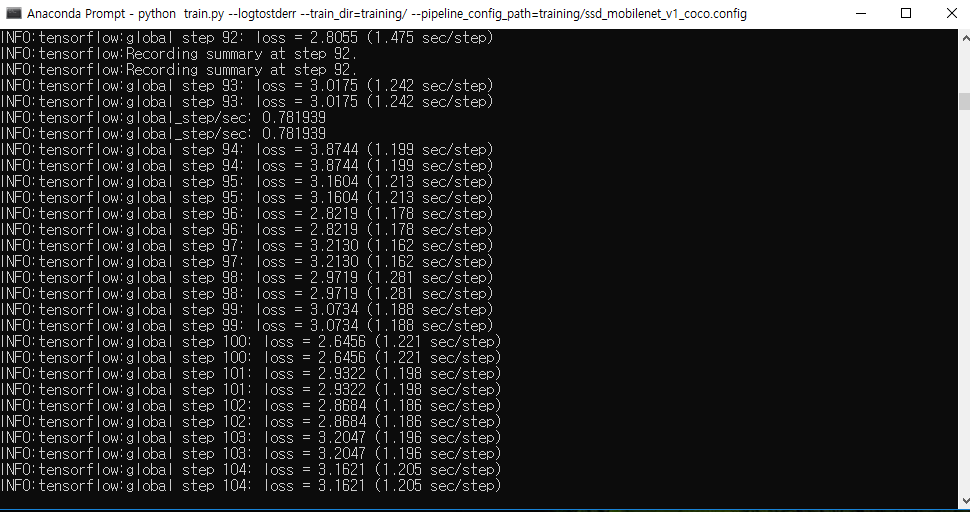 Anaconda Prompt - python  train.py --logtostderr --train_dir=training/ --pipeline_config_path=training/ssd_mobilenet_v1_coco.config
INFO:tensorflow:global step 92: loss = 2.8055 (1.475 sec/step)
INFO:tensorflow:Recording summary at step 92.
INFO:tensorflow:Recording summary at step 92.
INFO:tensorflow:global step 93: loss = 3.0175 (1.242 sec/step)
INFO:tensorflow:global step 93: loss = 3.0175 (1.242 sec/step)
INFO:tensorflow:global_step/sec: 0.781939
INFO:tensorflow:global_step/sec: 0.781939
INFO:tensorflow:global step 94: loss = 3.8744 (1.199 sec/step)
INFO:tensorflow:global step 94: loss = 3.8744 (1.199 sec/step)
INFO:tensorflow:global step 95: loss = 3.1604 (1.213 sec/step)
INFO:tensorflow:global step 95: loss = 3.1604 (1.213 sec/step)
INFO:tensorflow:global step 96: loss = 2.8219 (1.178 sec/step)
INFO:tensorflow:global step 96: loss = 2.8219 (1.178 sec/step)
INFO:tensorflow:global step 97: loss = 3.2130 (1.162 sec/step)
INFO:tensorflow:global step 97: loss = 3.2130 (1.162 sec/step)
INFO:tensorflow:global step 98: loss = 2.9719 (1.281 sec/step)
INFO:tensorflow:global step 98: loss = 2.9719 (1.281 sec/step)
INFO:tensorflow:global step 99: loss = 3.0734 (1.188 sec/step)
INFO:tensorflow:global step 99: loss = 3.0734 (1.188 sec/step)
INFO:tensorflow:global step 100: loss = 2.6456 (1.221 sec/step)
INFO:tensorflow:global step 100: loss = 2.6456 (1.221 sec/step)
INFO:tensorflow:global step 101: loss = 2.9322 (1.198 sec/step)
INFO:tensorflow:global step 101: loss = 2.9322 (1.198 sec/step)
INFO:tensorflow:global step 102: loss = 2.8684 (1.186 sec/step)
INFO:tensorflow:global step 102: loss = 2.8684 (1.186 sec/step)
INFO:tensorflow:global step 103: loss = 3.2047 (1.196 sec/step)
INFO:tensorflow:global step 103: loss = 3.2047 (1.196 sec/step)
INFO:tensorflow:global step 104: loss = 3.1621 (1.205 sec/step)
INFO:tensorflow:global step 104: loss = 3.1621 (1.205 sec/step)